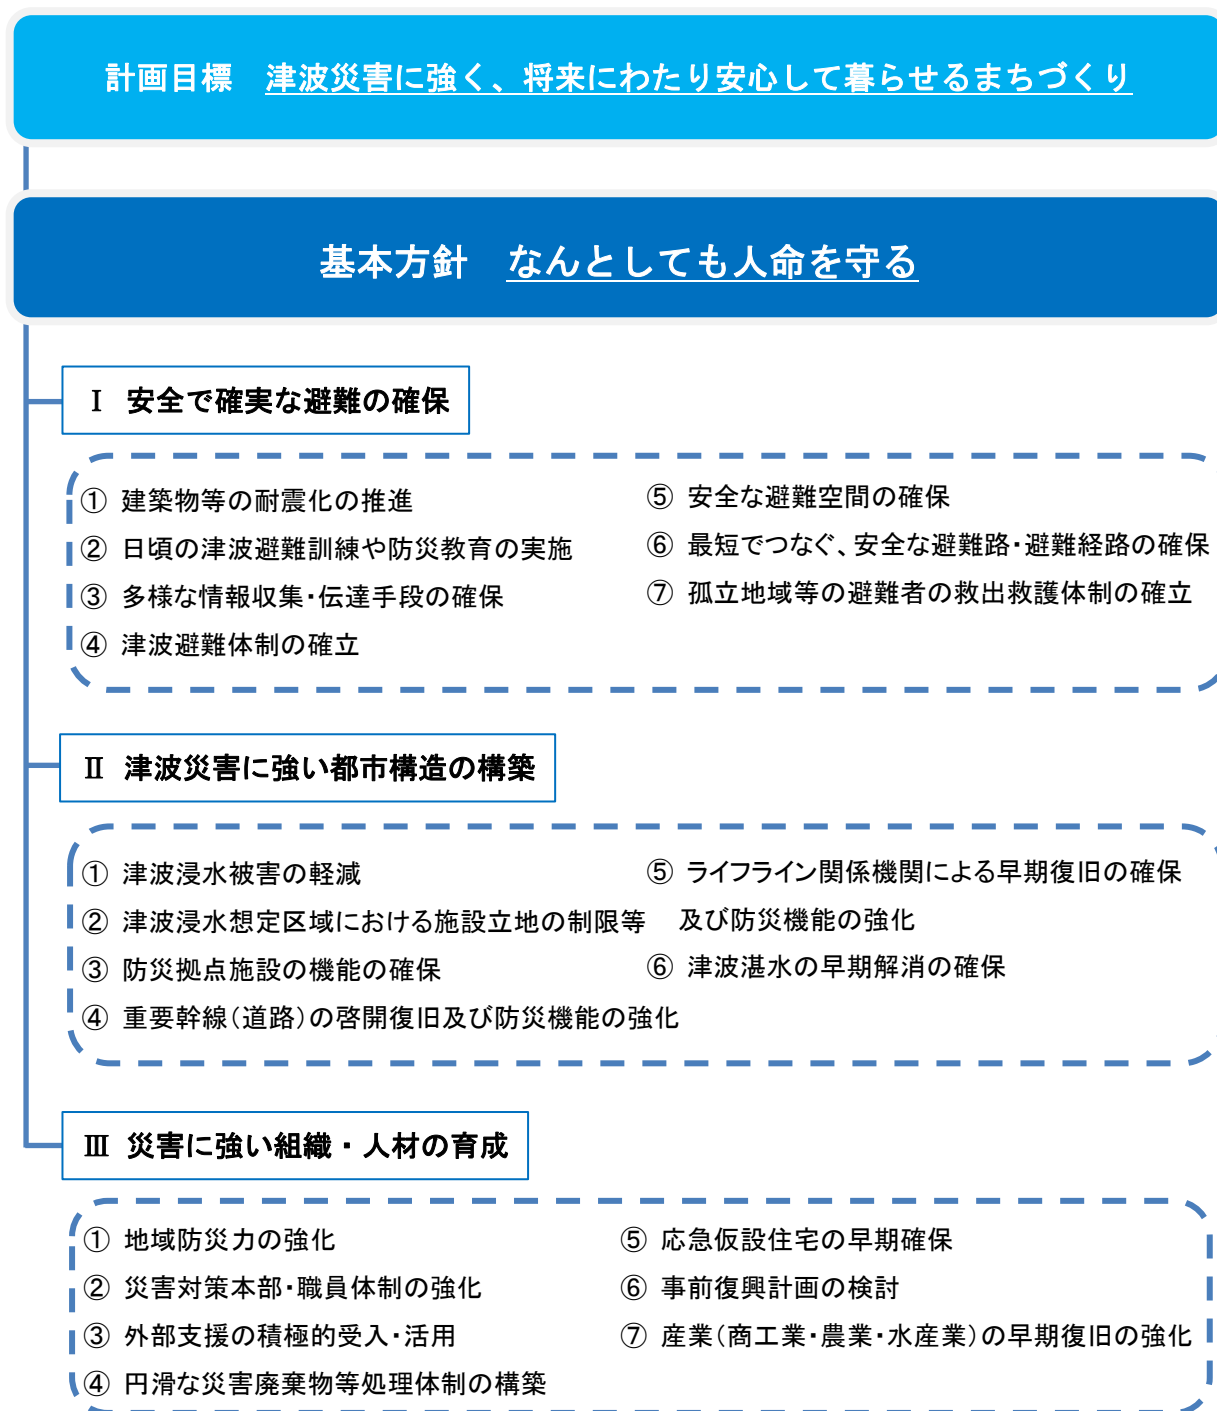 計画目標　津波災害に強く、将来にわたり安心して暮らせるまちづくり
基本方針　なんとしても人命を守る
Ⅰ 安全で確実な避難の確保
① 建築物等の耐震化の推進
② 日頃の津波避難訓練や防災教育の実施
③ 多様な情報収集・伝達手段の確保
④ 津波避難体制の確立
⑤ 安全な避難空間の確保
⑥ 最短でつなぐ、安全な避難路・避難経路の確保
⑦ 孤立地域等の避難者の救出救護体制の確立
Ⅱ 津波災害に強い都市構造の構築
① 津波浸水被害の軽減
② 津波浸水想定区域における施設立地の制限等
③ 防災拠点施設の機能の確保
④ 重要幹線（道路）の啓開復旧及び防災機能の強化
⑤ ライフライン関係機関による早期復旧の確保
及び防災機能の強化
⑥ 津波湛水の早期解消の確保
Ⅲ 災害に強い組織・人材の育成
① 地域防災力の強化
② 災害対策本部・職員体制の強化
③ 外部支援の積極的受入・活用
④ 円滑な災害廃棄物等処理体制の構築
⑤ 応急仮設住宅の早期確保
⑥ 事前復興計画の検討
⑦ 産業（商工業・農業・水産業）の早期復旧の強化